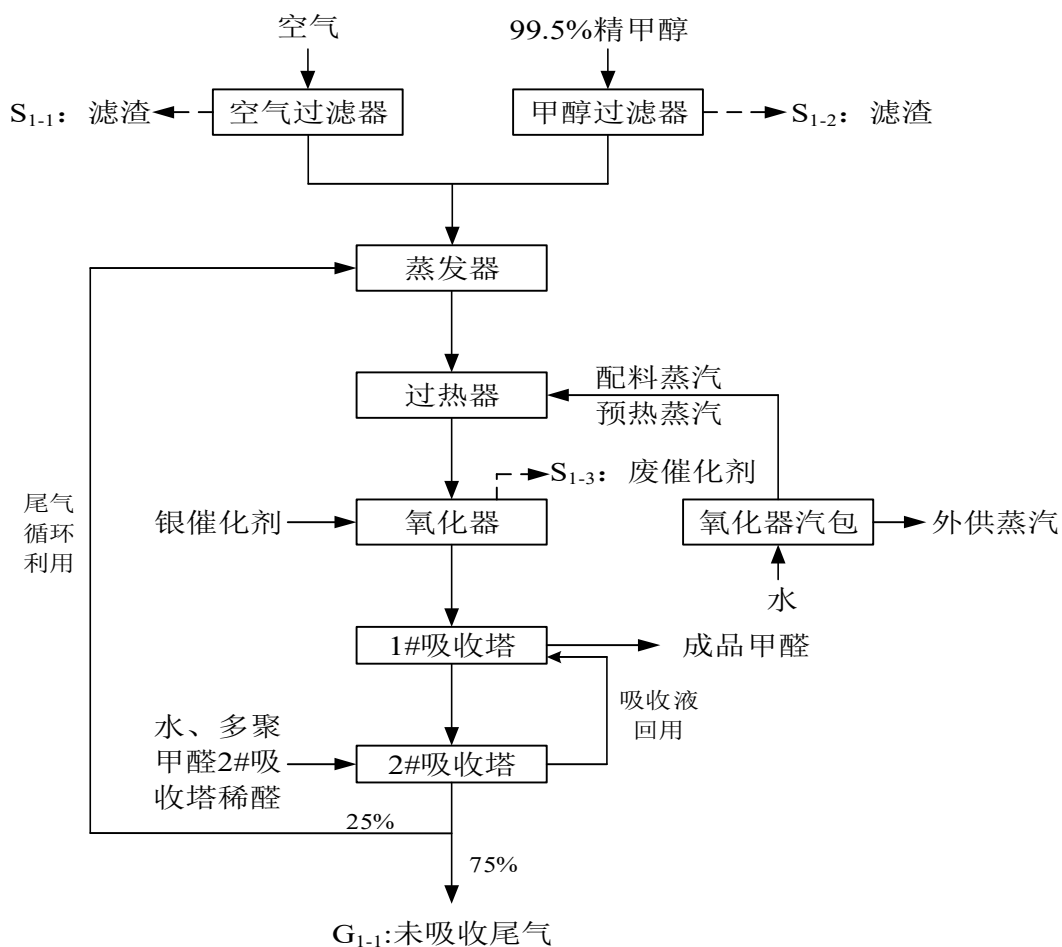 空气
99.5%精甲醇
S1-1：滤渣
空气过滤器
甲醇过滤器
S1-2：滤渣
蒸发器
过热器
配料蒸汽
预热蒸汽
S1-3：废催化剂
尾气
循环
利用
银催化剂
氧化器
氧化器汽包
外供蒸汽
水
1#吸收塔
成品甲醛
吸收液
回用
水、多聚
甲醛2#吸
收塔稀醛
2#吸收塔
25%
75%
G1-1:未吸收尾气